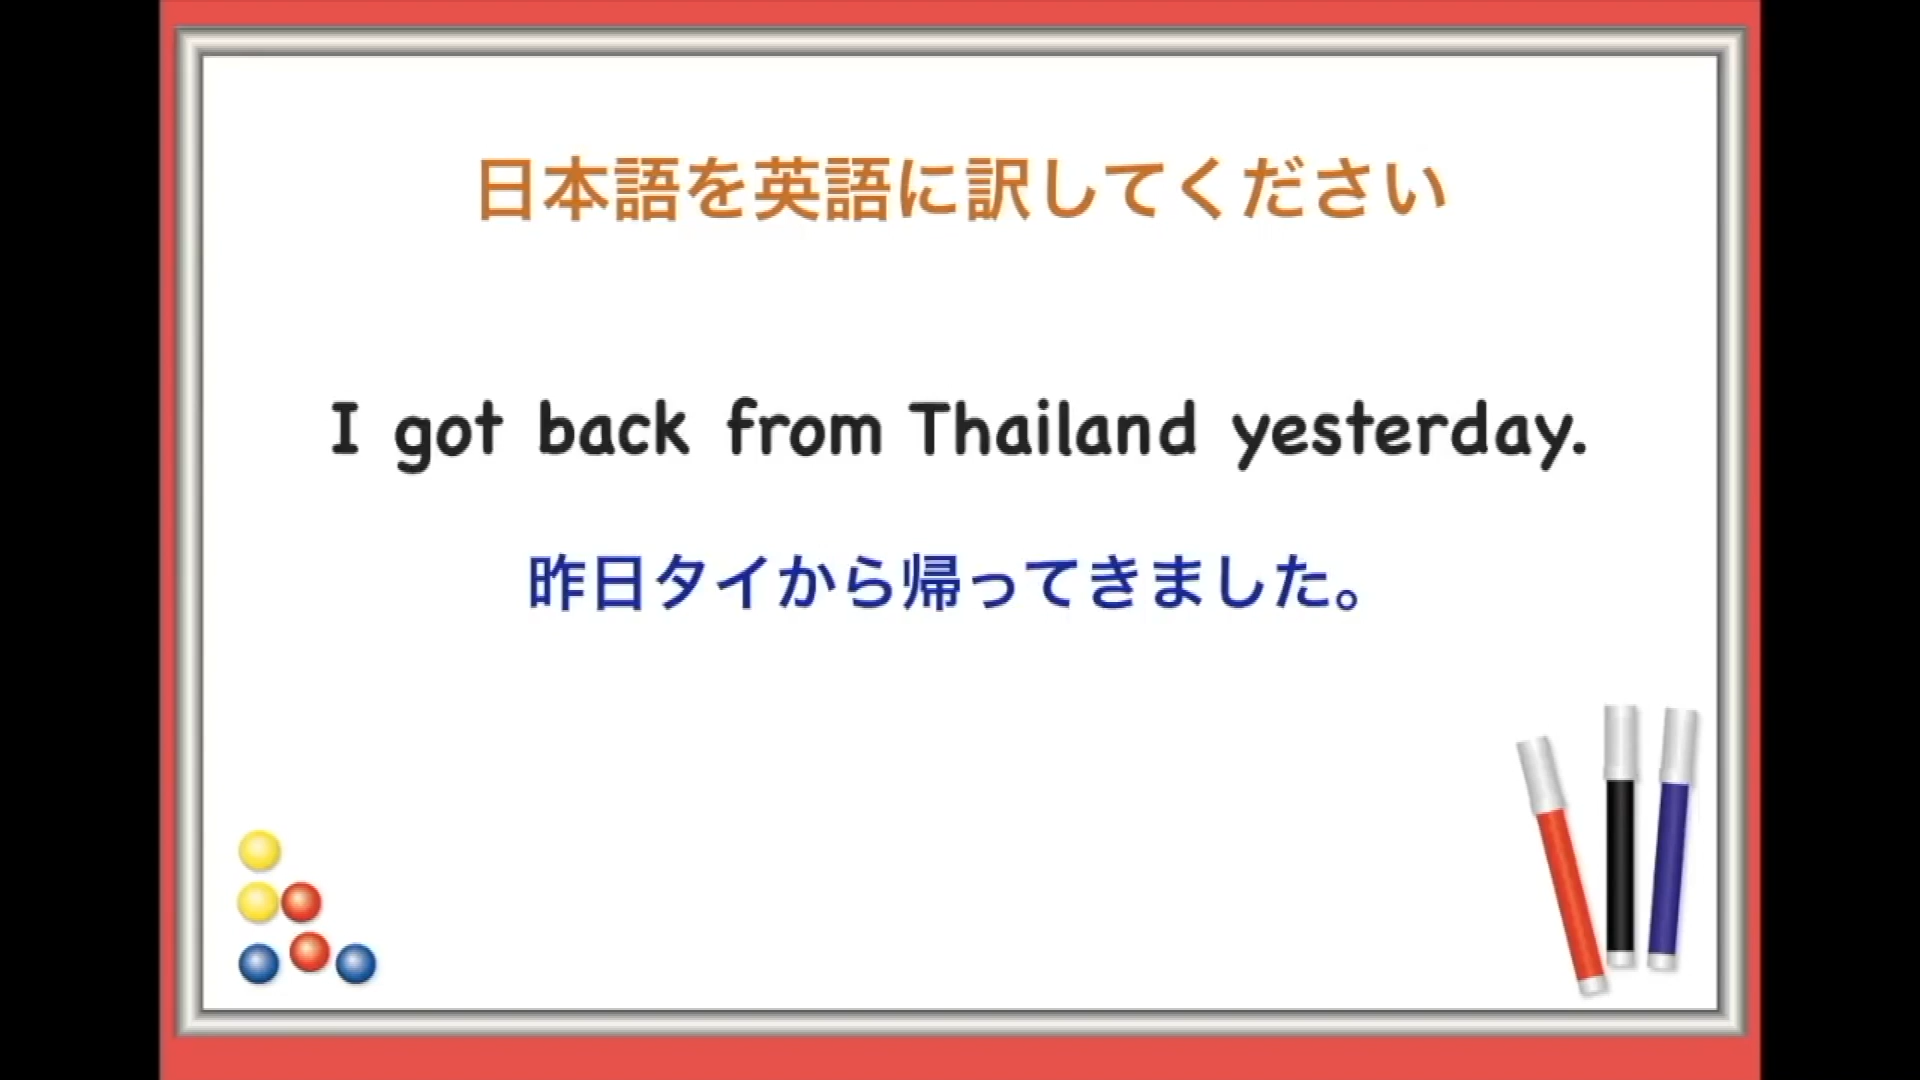 日本語を英語に訳してください
I got back from Thailand yesterday.
昨日タイから帰ってきました。